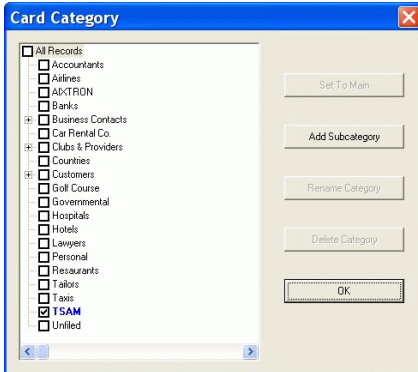 Card Category
All Records
Accountants
Airlines
AIXTRON
Banks
Business Contacts
Car Rental Co.
Clubs & Providers
Countries
Customers
Golf Course
Governmental
Hospitals
Hotels
Lawyers
Personal
Resaurants
Tailors
Taxis
TSAM
Unfiled
Set To Main
Add Subcategory
Rename Category
Delete Category
OK